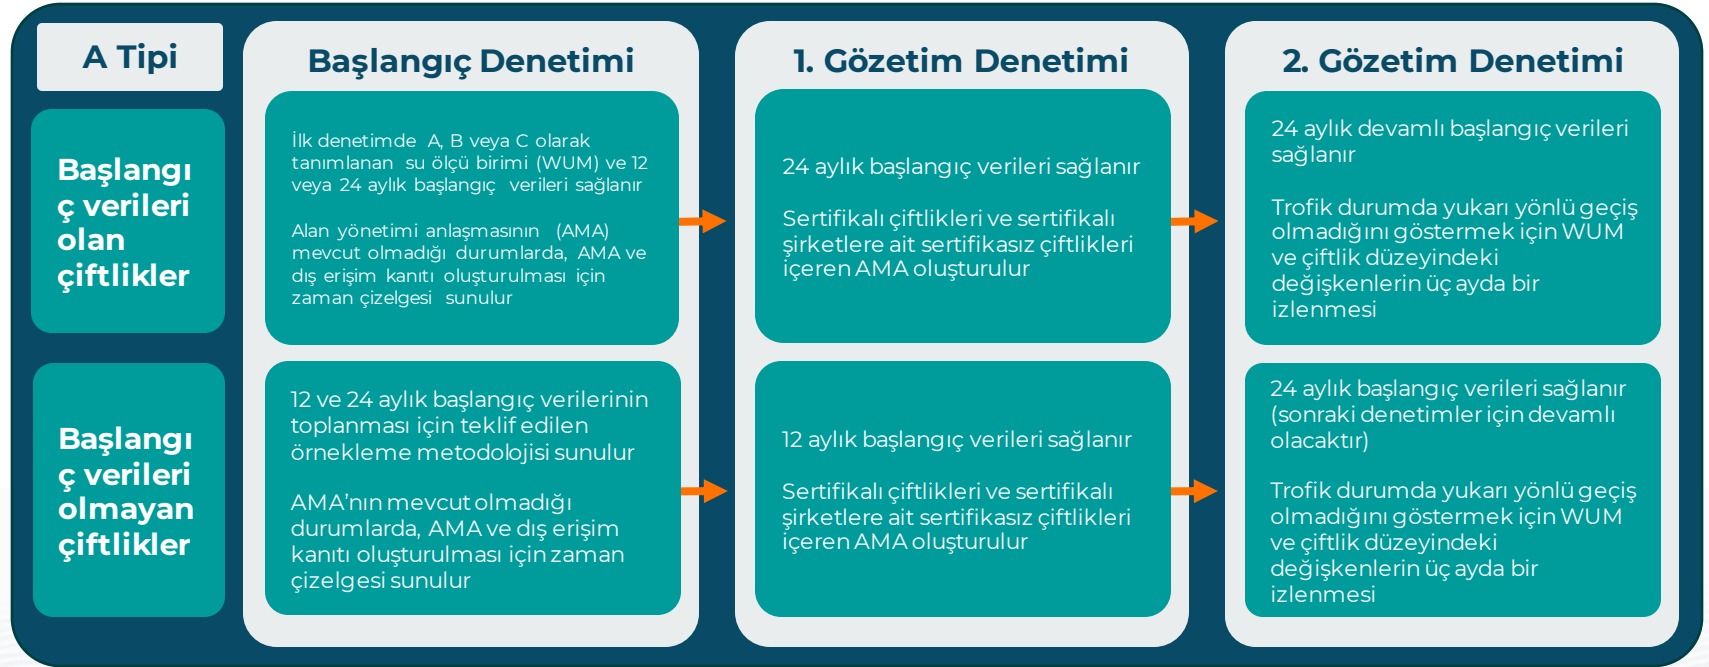 A Tipi
Başlangıç Denetimi
1. Gözetim Denetimi
2. Gözetim Denetimi
Başlangı
ç verileri
olan
çiftlikler
İlk denetimde A, B veya C olarak
tanımlanan su ölçü birimi (WUM) ve 12
veya 24 aylık başlangıç verileri sağlanır
Alan yönetimi anlaşmasının (AMA)
mevcut olmadığı durumlarda, AMA ve
dış erişim kanıtı oluşturulması için
zaman çizelgesi sunulur
24 aylık başlangıç verileri sağlanır
Sertifikalı çiftlikleri ve sertifikalı
şirketlere ait sertifikasız çiftlikleri
içeren AMA oluşturulur
24 aylık devamlı başlangıç verileri
sağlanır
Trofik durumda yukarı yönlü geçiş
olmadığını göstermek için WUM
ve çiftlik düzeyindeki
değişkenlerin üç ayda bir
izlenmesi
Başlangı
ç verileri
olmayan
çiftlikler
12 ve 24 aylık başlangıç verilerinin
toplanması için teklif edilen
örnekleme metodolojisi sunulur
AMA’nın mevcut olmadığı
durumlarda, AMA ve dış erişim
kanıtı oluşturulması için zaman
çizelgesi sunulur
12 aylık başlangıç verileri sağlanır
Sertifikalı çiftlikleri ve sertifikalı
şirketlere ait sertifikasız çiftlikleri
içeren AMA oluşturulur
24 aylık başlangıç verileri sağlanır
(sonraki denetimler için devamlı
olacaktır)
Trofik durumda yukarı yönlü geçiş
olmadığını göstermek için WUM
ve çiftlik düzeyindeki
değişkenlerin üç ayda bir
izlenmesi